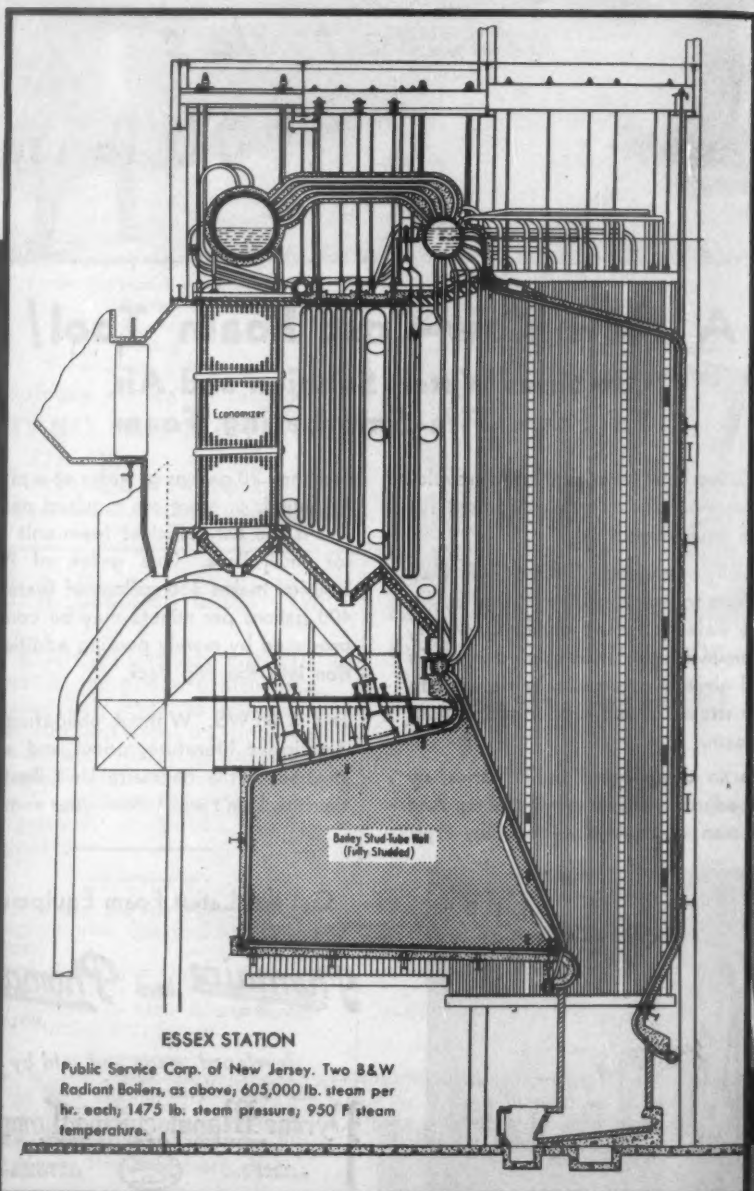 Economizer
Bailey Stud-Tube Wall
(Fully Studded)
ESSEX STATION
Public Service Corp. of New Jersey. Two B&W
Radiant Boilers, as above; 605,000 lb. steam per
hr. each; 1475 lb. steam pressure; 950 F steam
temperature.